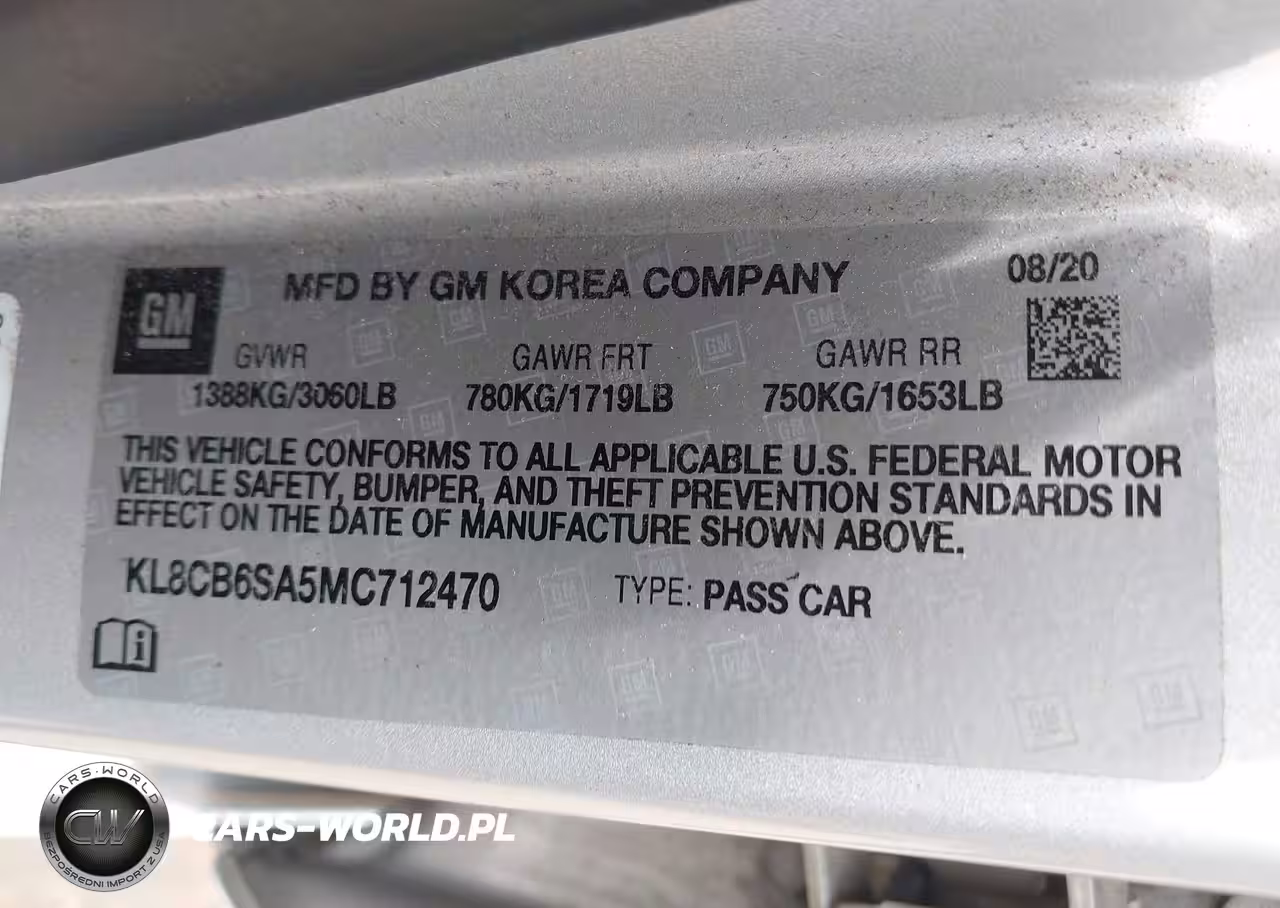 GM
MFD BY GM KOREA COMPANY
08/20
GVWR
GAWR FRT
GAWR RR
1388KG/3060LB
780KG/1719LB
750KG/1653LB
THIS VEHICLE CONFORMS TO ALL APPLICABLE U.S. FEDERAL MOTOR
VEHICLE SAFETY, BUMPER, AND THEFT PREVENTION STANDARDS IN
EFFECT ON THE DATE OF MANUFACTURE SHOWN ABOVE.
KL8CB6SA5MC712470
TYPE: PASS CAR
CARS-WORLD
CW
BEZPOŚREDNI IMPORT Z USA
CARS-WORLD.PL